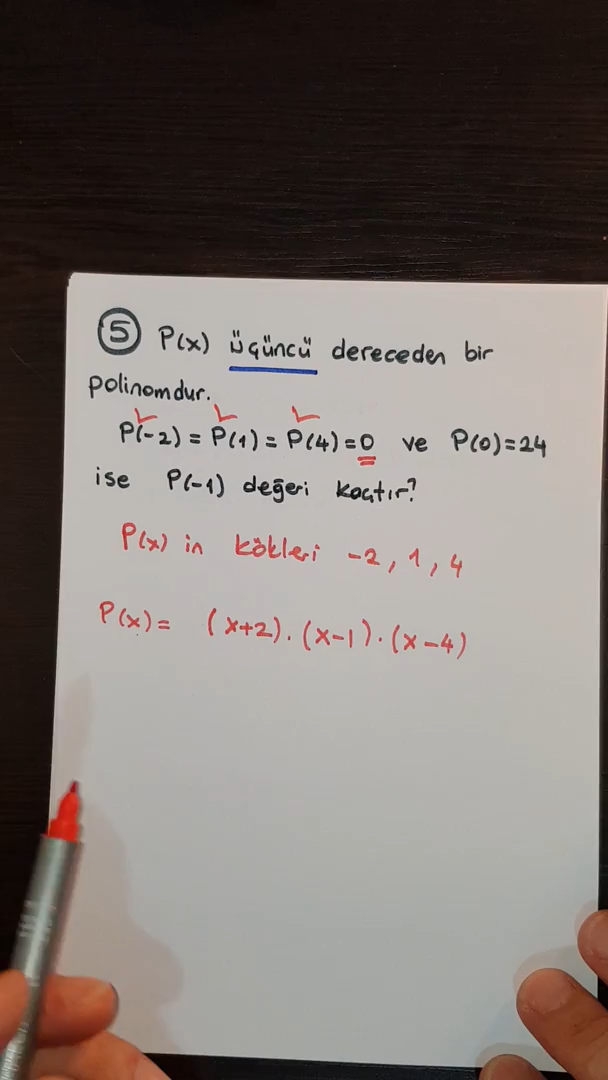 ⑤ P(x) üçüncü dereceden bir
polinomdur.
P(-2) = P(1) = P(4) = 0 ve P(0)=24
ise P(-1) değeri kaçtır?
P(x) in kökleri -2, 1, 4
P(x) = (x+2).(x-1).(x-4)